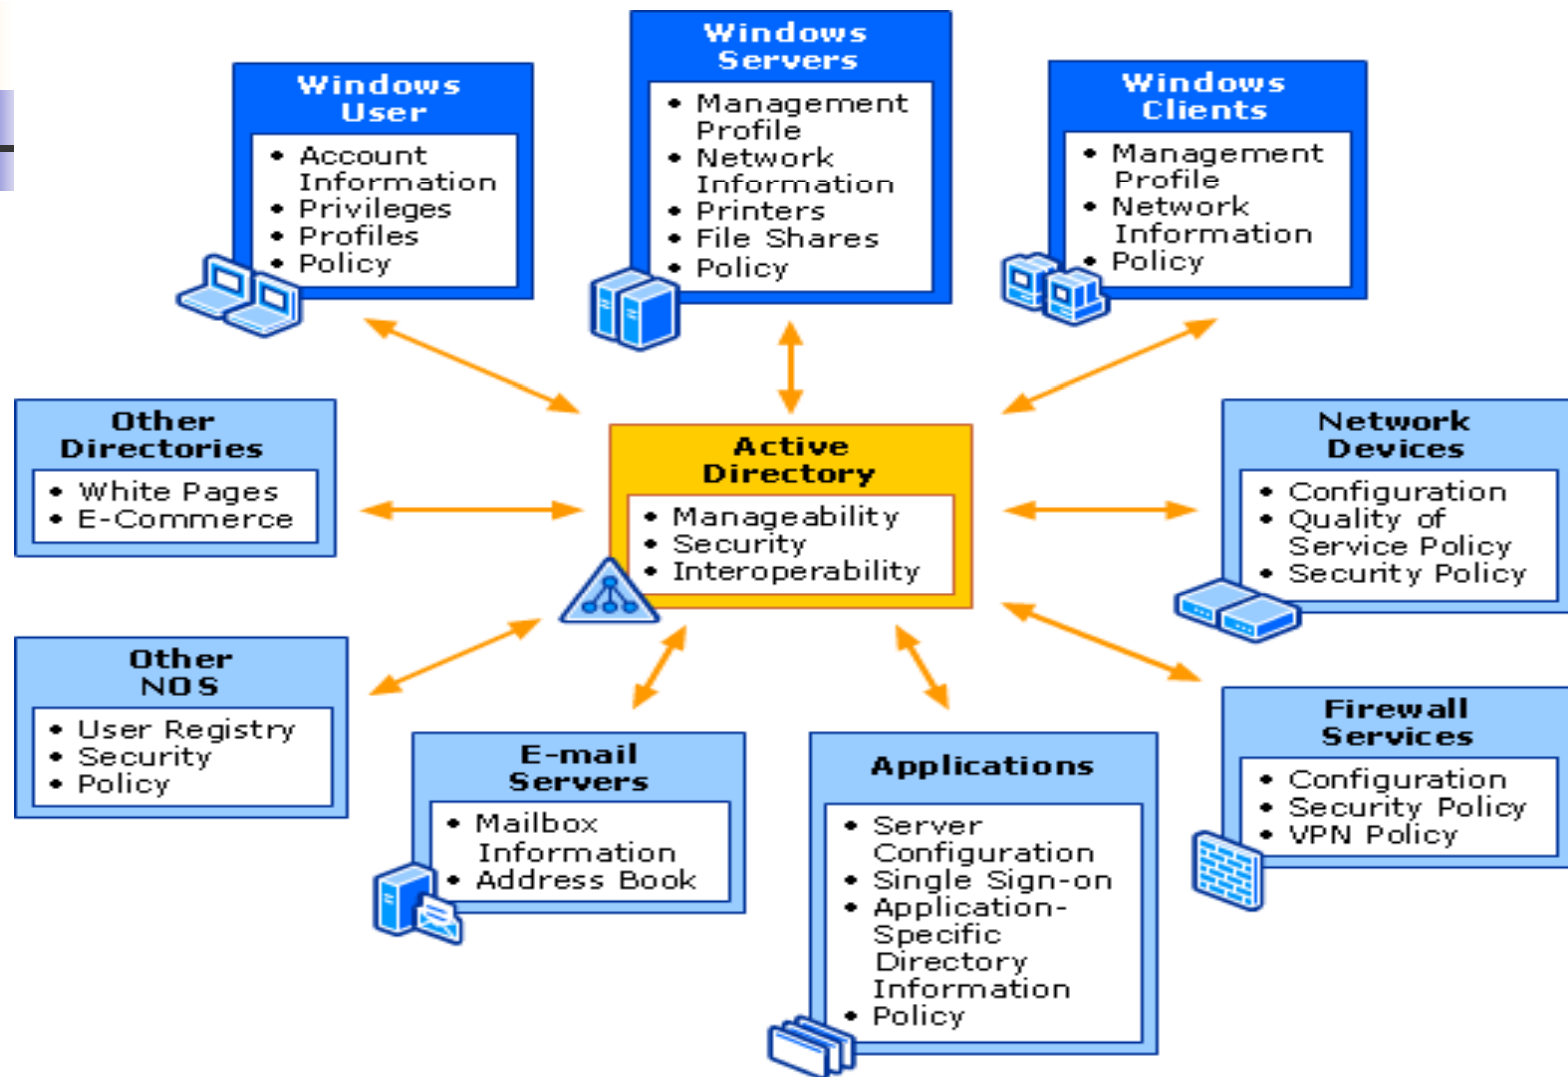 Windows
Servers
• Management
Profile
• Network
Information
• Printers
• File Shares
• Policy
Windows
User
• Account
Information
• Privileges
• Profiles
• Policy
Windows
Clients
• Management
Profile
• Network
Information
• Policy
Other
Directories
• White Pages
• E-Commerce
Active
Directory
• Manageability
• Security
• Interoperability
Network
Devices
• Configuration
• Quality of
Service Policy
• Security Policy
Other
NOS
• User Registry
• Security
• Policy
E-mail
Servers
• Mailbox
Information
• Address Book
Applications
• Server
Configuration
• Single Sign-on
• Application-
Specific
Directory
Information
• Policy
Firewall
Services
• Configuration
• Security Policy
• VPN Policy